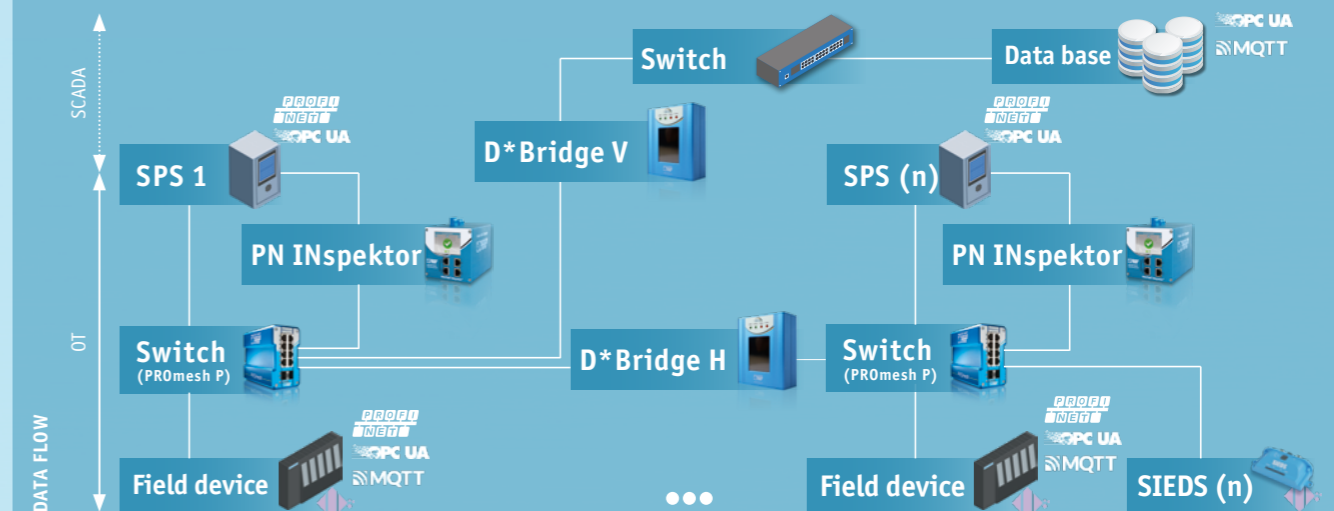 SCADA
OT
DATA FLOW
Switch
Data base
OPC UA
MQTT
PROFI
NET
OPC UA
SPS 1
D*Bridge V
PROFI
NET
OPC UA
SPS (n)
PN INspektor
PN INspektor
Switch
(PROmesh P)
D*Bridge H
Switch
(PROmesh P)
PROFI
NET
OPC UA
MQTT
Field device
PROFI
NET
OPC UA
MQTT
Field device
SIEDS (n)